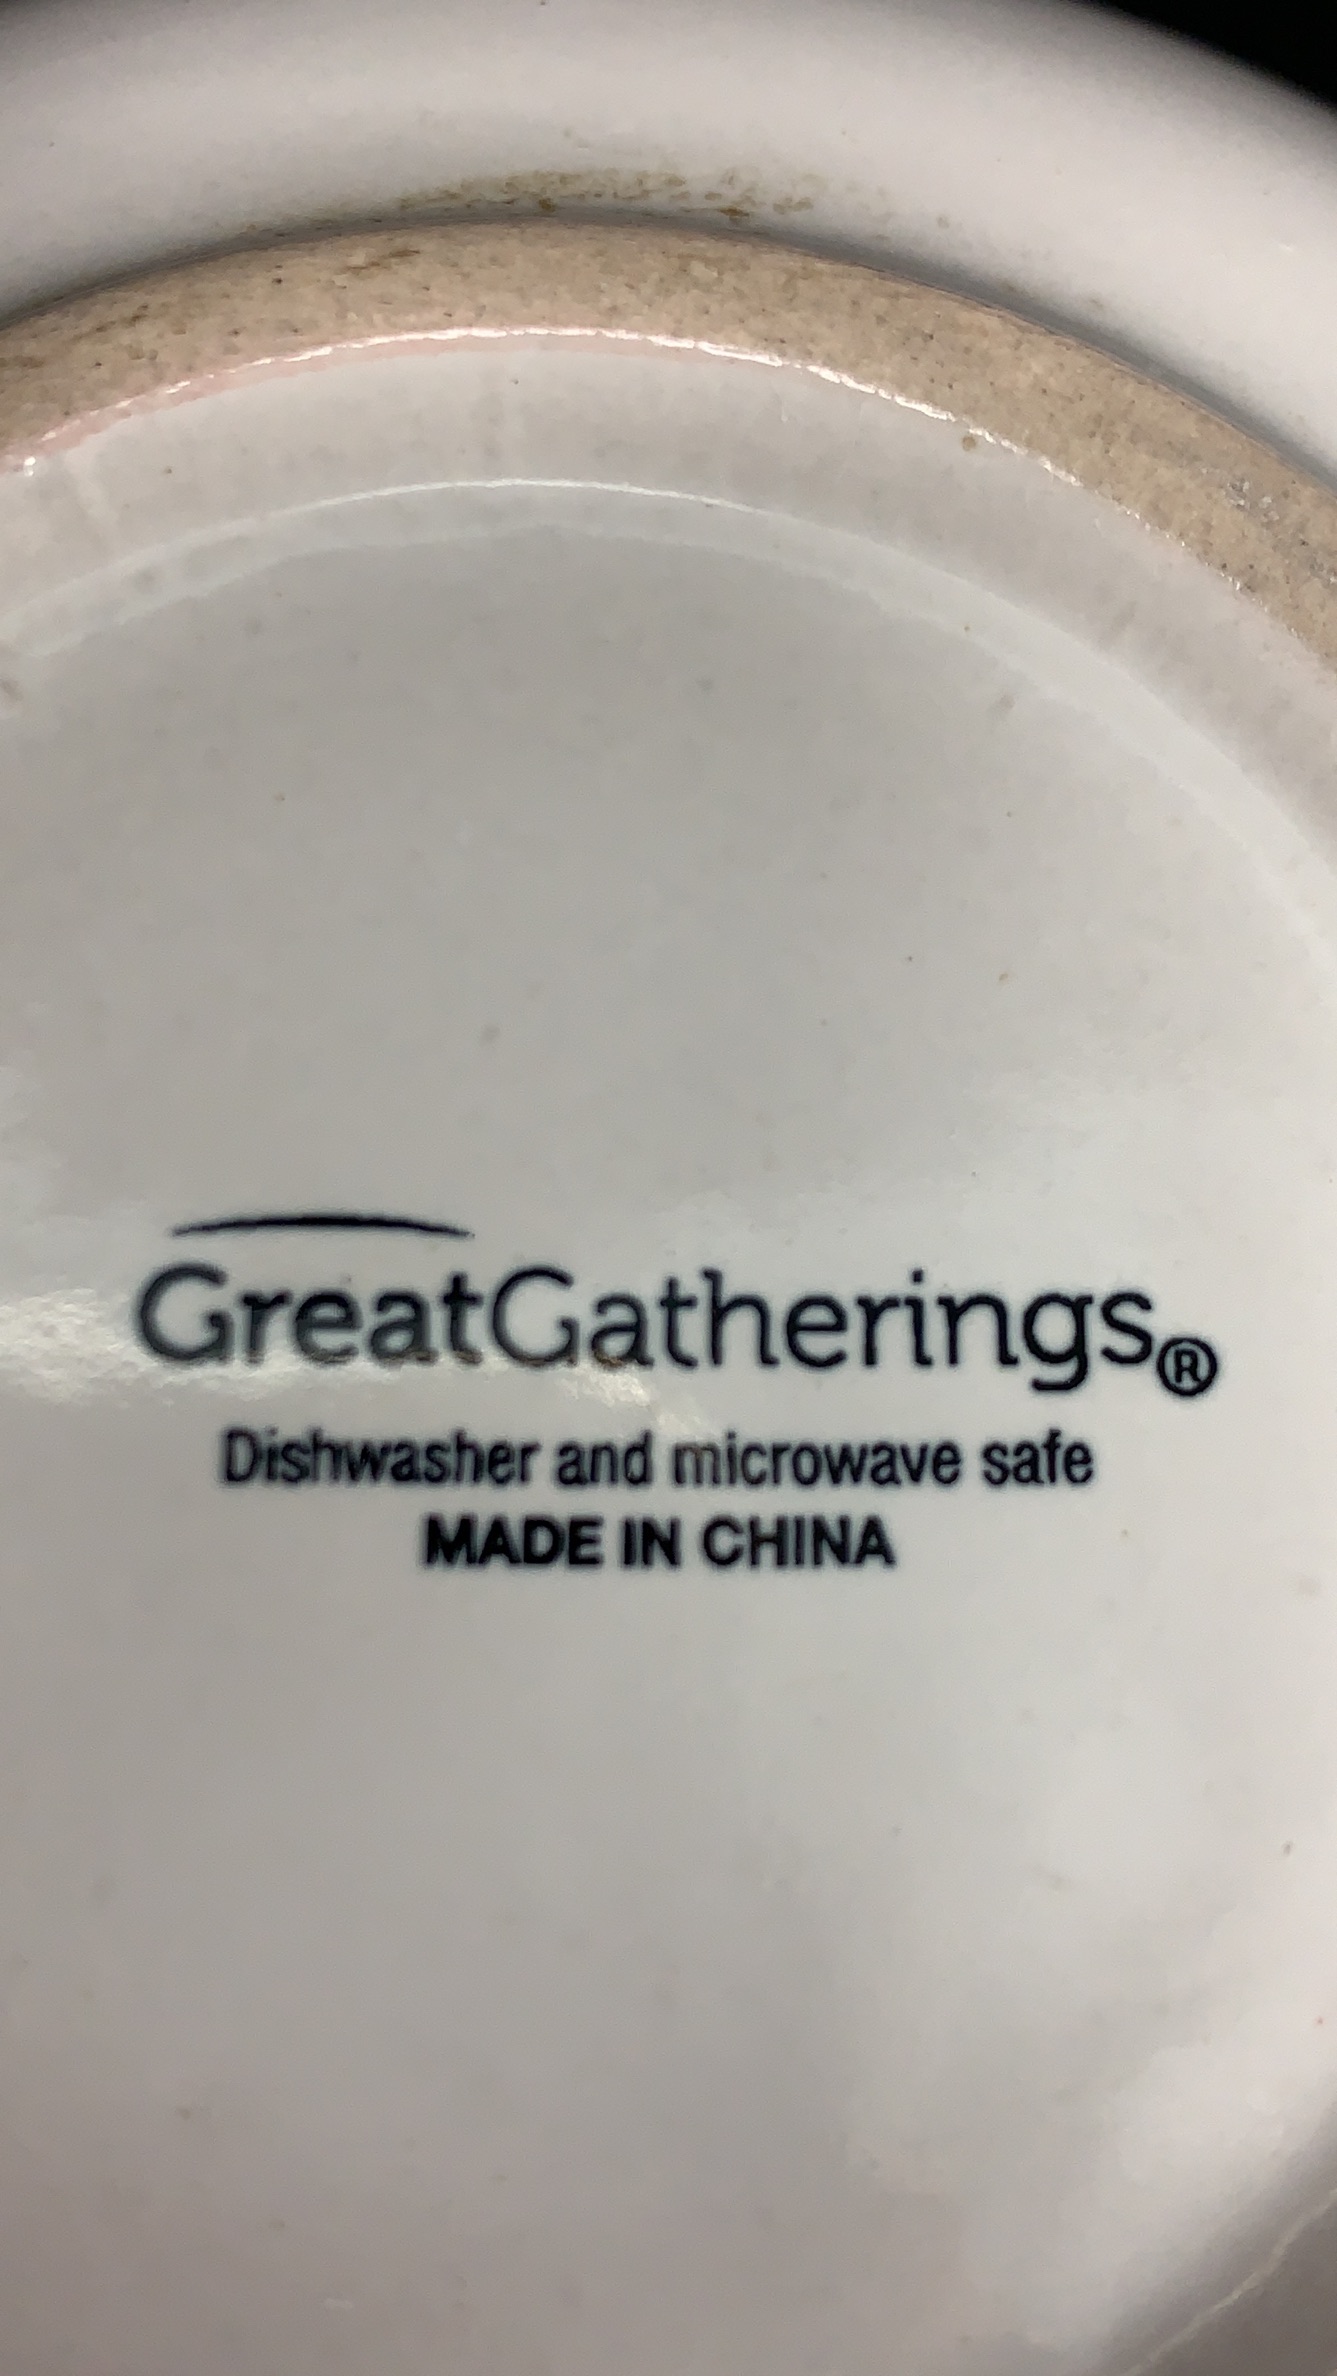 GreatGatherings®
Dishwasher and microwave safe
MADE IN CHINA